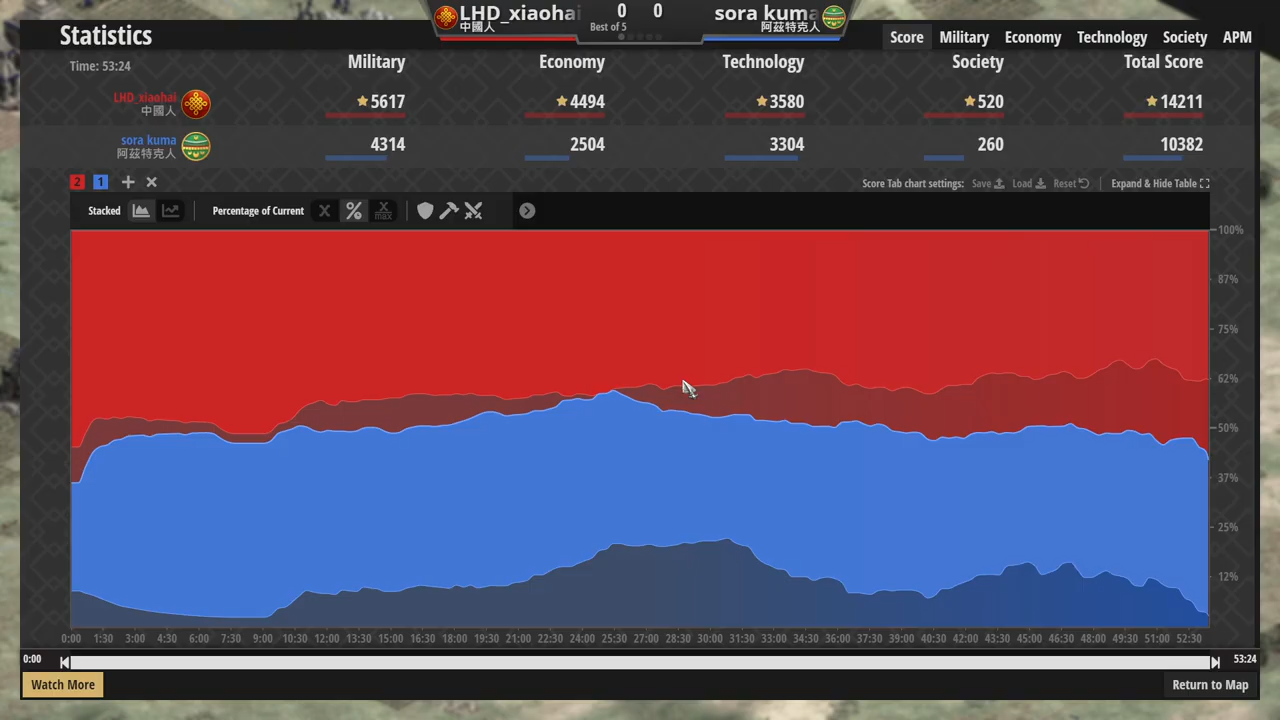 LHD_xiaohai 0 0 sora kuma
中國人 Best of 5 阿茲特克人
Statistics
Score Military Economy Technology Society APM
Time: 53:24
Military Economy Technology Society Total Score
LHD_xiaohai
中國人
5617 4494 3580 520 14211
sora kuma
阿茲特克人
4314 2504 3304 260 10382
2 1
Score Tab chart settings: Save Load Reset Expand & Hide Table
Stacked Percentage of Current X % X max
100%
87%
75%
62%
50%
37%
25%
12%
0:00 1:30 3:00 4:30 6:00 7:30 9:00 10:30 12:00 13:30 15:00 16:30 18:00 19:30 21:00 22:30 24:00 25:30 27:00 28:30 30:00 31:30 33:00 34:30 36:00 37:30 39:00 40:30 42:00 43:30 45:00 46:30 48:00 49:30 51:00 52:30
0:00 53:24
Watch More Return to Map